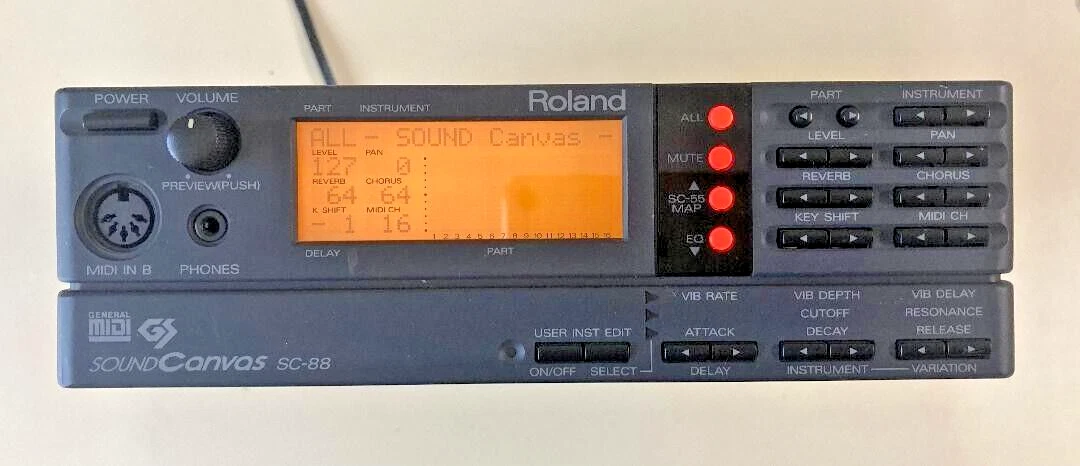 POWER
VOLUME
PREVIEW(PUSH)
MIDI IN B
PHONES
PART INSTRUMENT
Roland
ALL - SOUND Canvas -
LEVEL PAN
127 0
REVERB CHORUS
64 64
K SHIFT MIDI CH
- 1 16
1 2 3 4 5 6 7 8 9 10 11 12 13 14 15 16
DELAY
PART
ALL
MUTE
SC-55
MAP
EQ
PART
INSTRUMENT
LEVEL
PAN
REVERB
CHORUS
KEY SHIFT
MIDI CH
GENERAL
MIDI GS
SOUND Canvas SC-88
USER INST EDIT
ON/OFF SELECT
VIB RATE
VIB DEPTH
VIB DELAY
CUTOFF
RESONANCE
ATTACK
DECAY
RELEASE
DELAY
INSTRUMENT
VARIATION